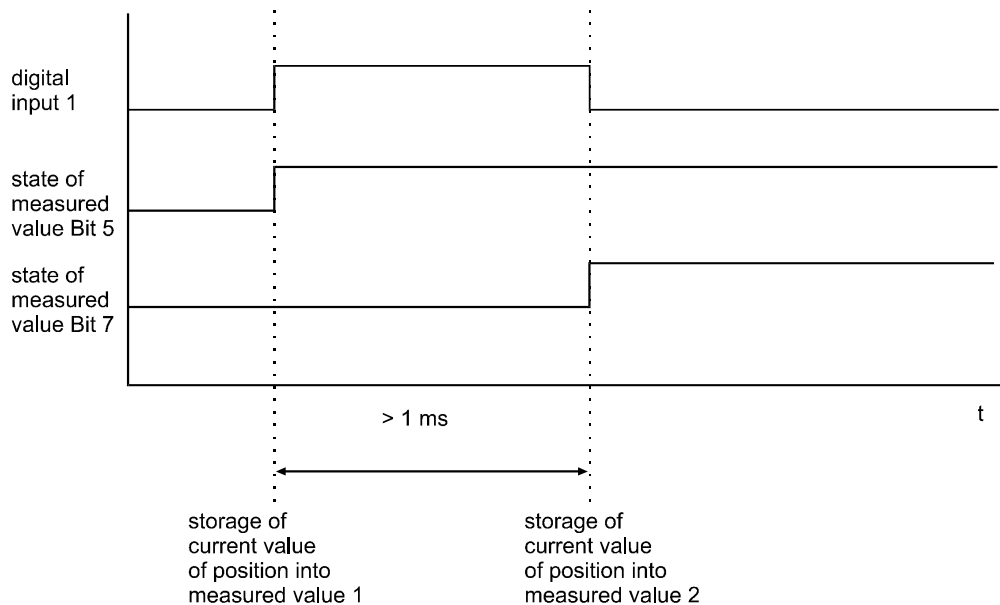 digital
input 1
state of
measured
value Bit 5
state of
measured
value Bit 7
> 1 ms
t
storage of
current value
of position into
measured value 1
storage of
current value
of position into
measured value 2